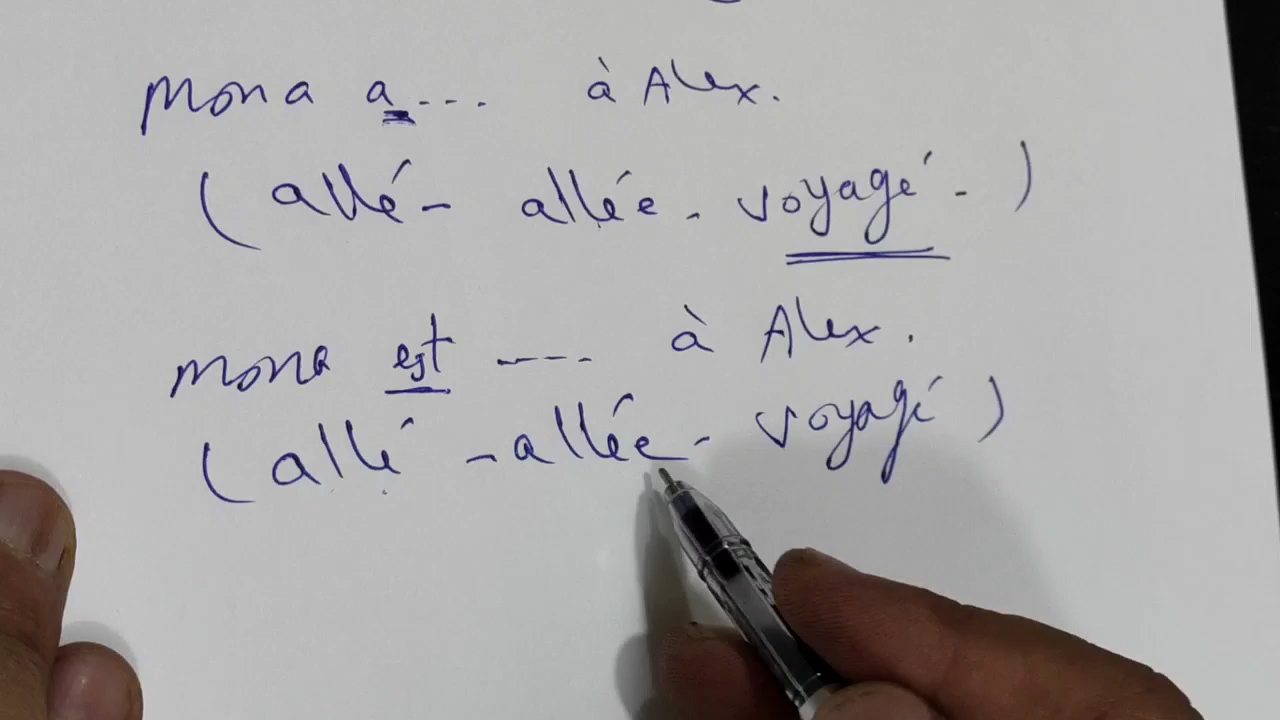 Mona a... à Alex.
(allé - allée - voyagé - )
Mona est ----- à Alex.
(allé - allée - voyagé)